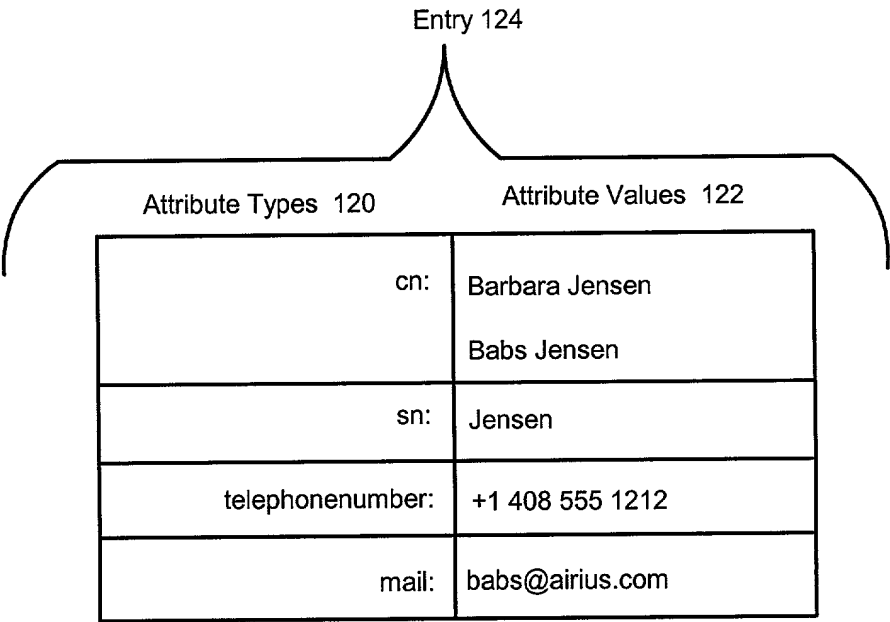 Entry 124
Attribute Types 120 Attribute Values 122
cn: Barbara Jensen
Babs Jensen
sn: Jensen
telephonenumber: +1 408 555 1212
mail: babs@airius.com